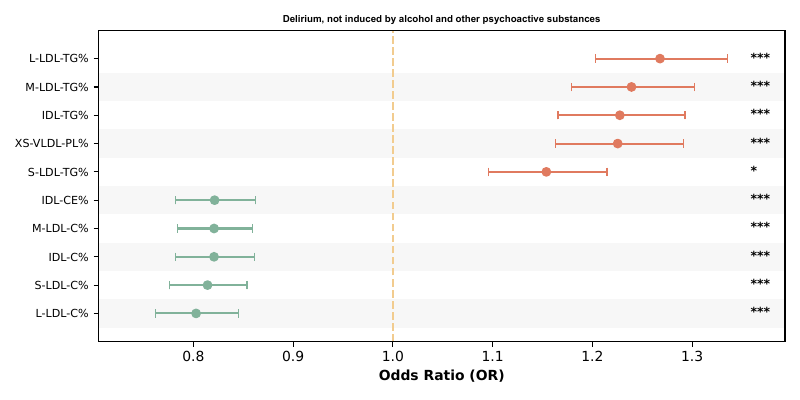 Delirium, not induced by alcohol and other psychoactive substances
L-LDL-TG% ***
M-LDL-TG% ***
IDL-TG% ***
XS-VLDL-PL% ***
S-LDL-TG% *
IDL-CE% ***
M-LDL-C% ***
IDL-C% ***
S-LDL-C% ***
L-LDL-C% ***
0.8 0.9 1.0 1.1 1.2 1.3
Odds Ratio (OR)